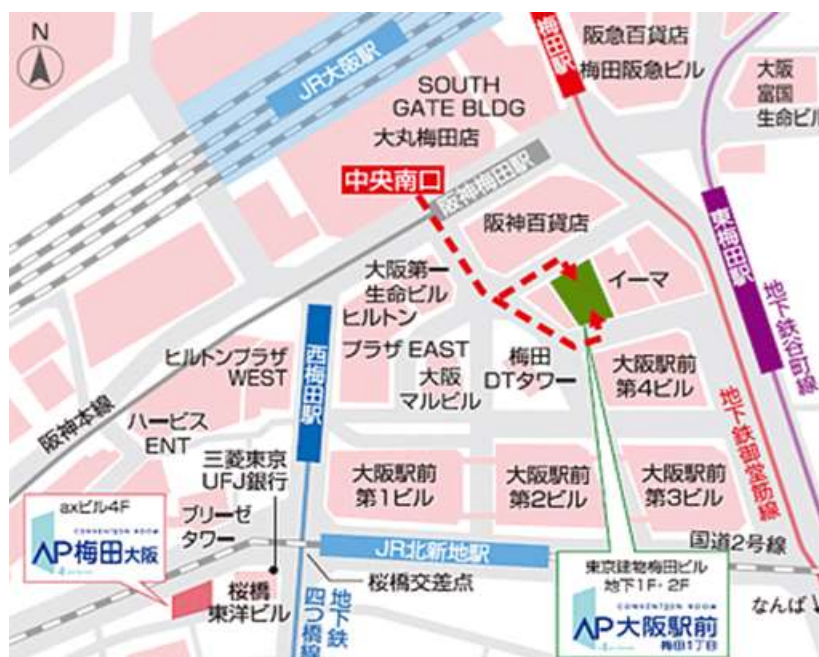 N
JR大阪駅
SOUTH
GATE BLDG
大丸梅田店
中央南口
阪神梅田駅
梅田駅
阪急百貨店
梅田阪急ビル
大阪
富国
生命ビル
阪神百貨店
東梅田駅
地下鉄谷町線
大阪第一
生命ビル
ヒルトン
プラザ EAST
イーマ
ヒルトンプラザ
WEST
西梅田駅
大阪
マルビル
梅田
DTタワー
大阪駅前
第4ビル
地下鉄御堂筋線
阪神本線
ハービス
ENT
三菱東京
UFJ銀行
大阪駅前
第1ビル
大阪駅前
第2ビル
大阪駅前
第3ビル
axビル4F
CONVENTION ROOM
AP梅田大阪
ブリーゼ
タワー
JR北新地駅
国道2号線
桜橋
東洋ビル
桜橋交差点
地下鉄
四つ橋線
東京建物梅田ビル
地下1F・2F
CONVENTION ROOM
AP大阪駅前
梅田1丁目
なんば